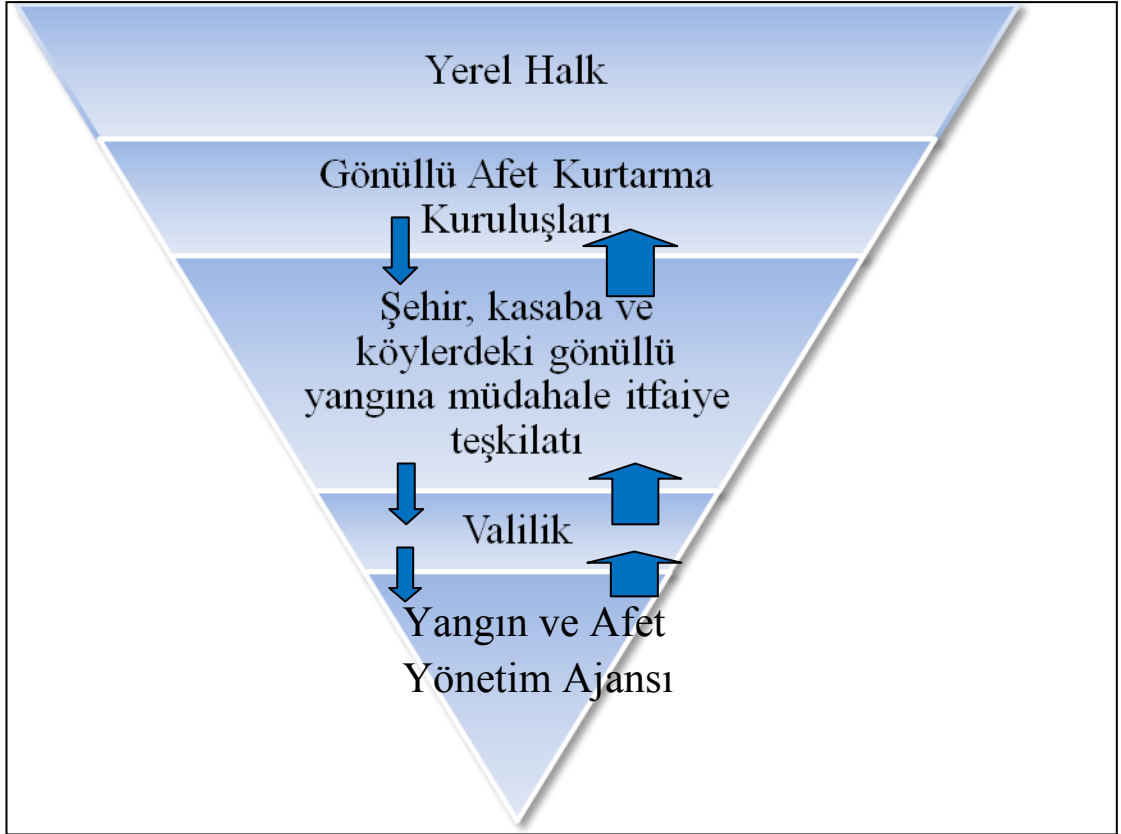 Yerel Halk
Gönüllü Afet Kurtarma
Kuruluşları
Şehir, kasaba ve
köylerdeki gönüllü
yangına müdahale itfaiye
teşkilatı
Valilik
Yangın ve Afet
Yönetim Ajansı